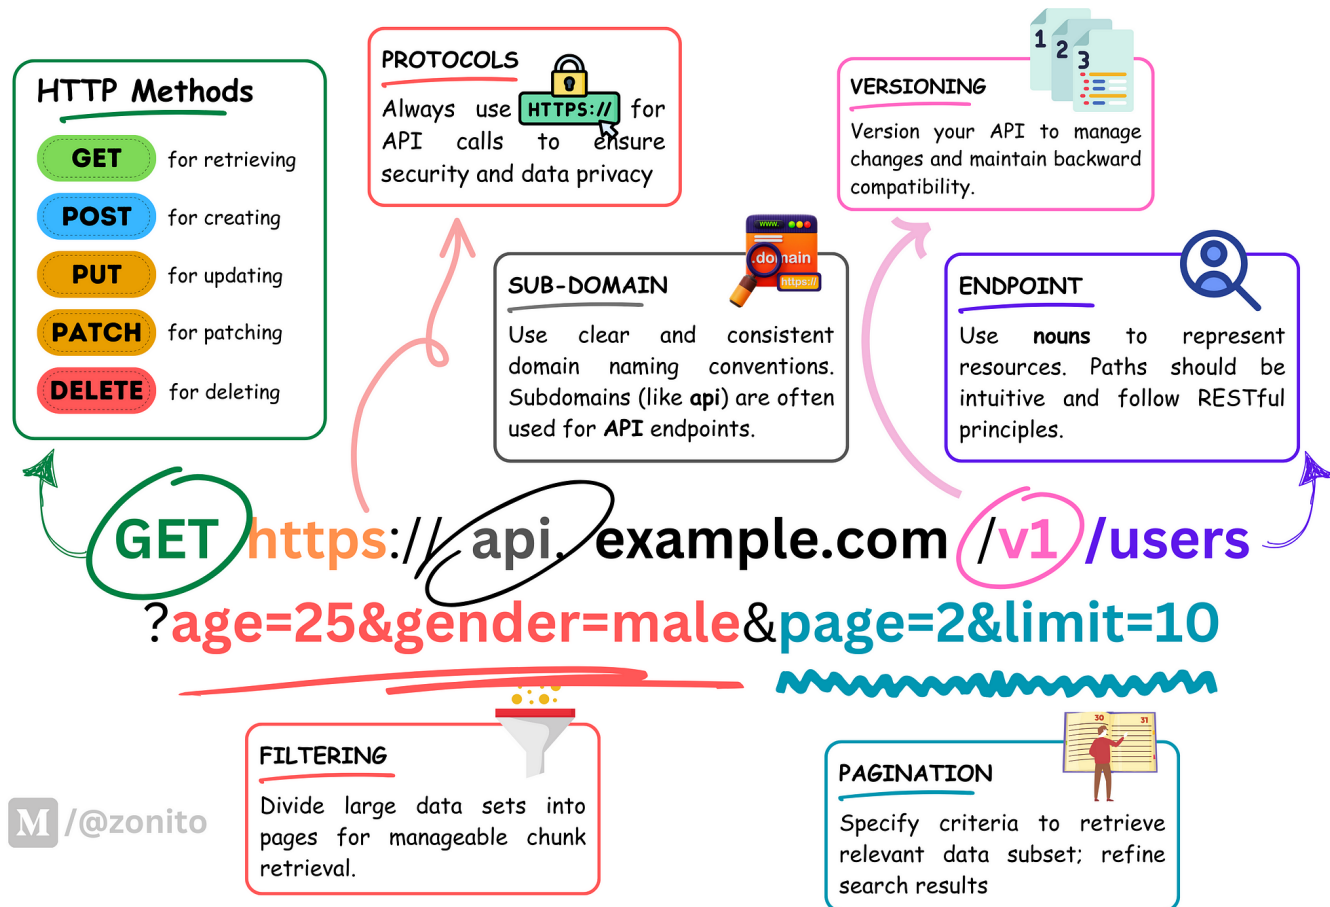 HTTP Methods
GET for retrieving
POST for creating
PUT for updating
PATCH for patching
DELETE for deleting
PROTOCOLS
Always use HTTPS:// for
API calls to ensure
security and data privacy
1
2
3
VERSIONING
Version your API to manage
changes and maintain backward
compatibility.
www.
.domain
https://
SUB-DOMAIN
Use clear and consistent
domain naming conventions.
Subdomains (like api) are often
used for API endpoints.
ENDPOINT
Use nouns to represent
resources. Paths should be
intuitive and follow RESTful
principles.
GET https://api.example.com/v1/users
?age=25&gender=male&page=2&limit=10
FILTERING
Divide large data sets into
pages for manageable chunk
retrieval.
30 31
PAGINATION
Specify criteria to retrieve
relevant data subset; refine
search results
M/@zonito